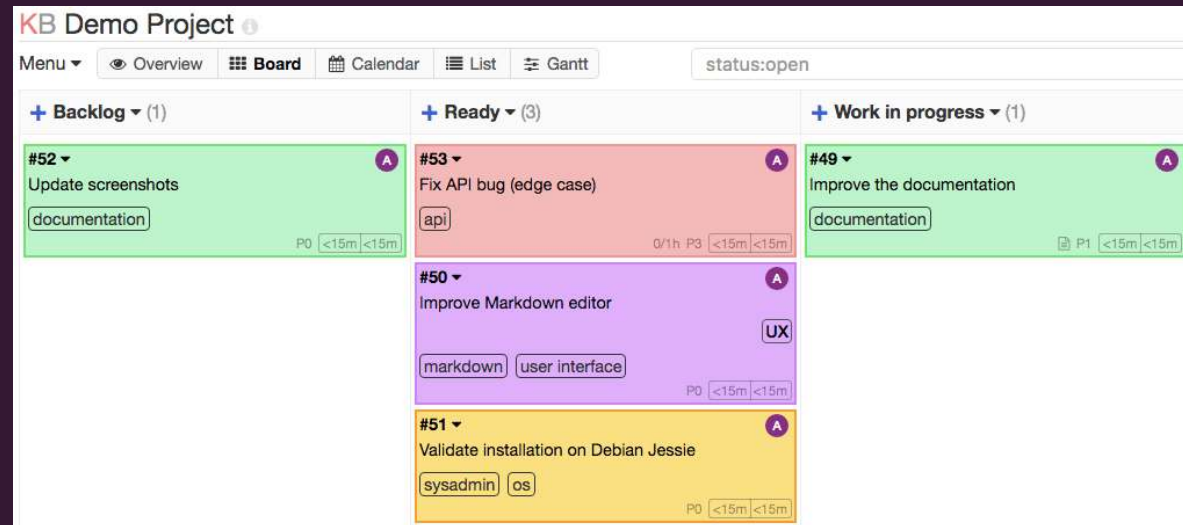 KB Demo Project
Menu Overview Board Calendar List Gantt status:open
+ Backlog (1)
#52 A
Update screenshots
documentation
P0 <15m <15m
+ Ready (3)
#53 A
Fix API bug (edge case)
api
0/1h P3 <15m <15m
#50 A
Improve Markdown editor
UX
markdown user interface
P0 <15m <15m
#51 A
Validate installation on Debian Jessie
sysadmin os
P0 <15m <15m
+ Work in progress (1)
#49 A
Improve the documentation
documentation
P1 <15m <15m